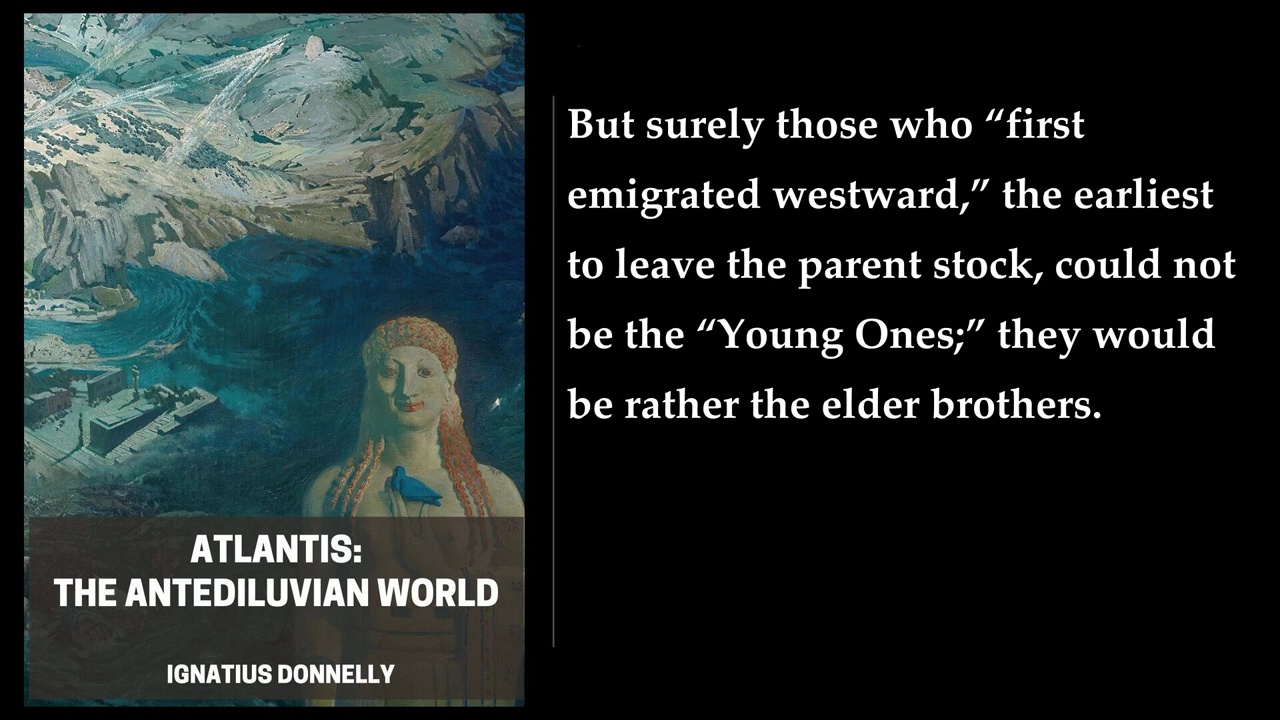 But surely those who “first
emigrated westward,” the earliest
to leave the parent stock, could not
be the “Young Ones;” they would
be rather the elder brothers.
ATLANTIS:
THE ANTEDILUVIAN WORLD
IGNATIUS DONNELLY